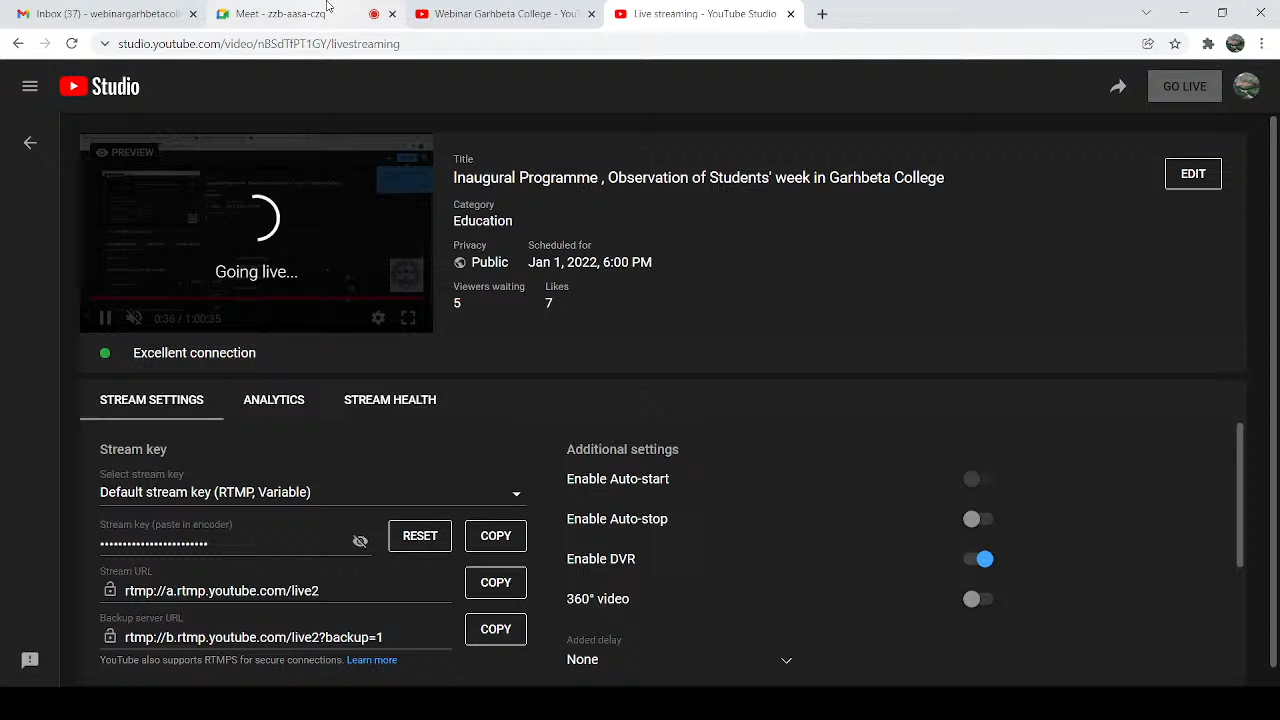 Inbox (37) - webinargarhbetacoll
Meet - zzb-aasa-czq
Webinar Garhbeta College - YouT
Live streaming - YouTube Studio
studio.youtube.com/video/nBSdTfPT1GY/livestreaming
Studio
GO LIVE
PREVIEW
Going live...
0:36 / 1:00:35
Excellent connection
Title
Inaugural Programme , Observation of Students' week in Garhbeta College
EDIT
Category
Education
Privacy Scheduled for
Public Jan 1, 2022, 6:00 PM
Viewers waiting Likes
5 7
STREAM SETTINGS ANALYTICS STREAM HEALTH
Stream key
Select stream key
Default stream key (RTMP, Variable)
Stream key (paste in encoder)
RESET COPY
Stream URL
rtmp://a.rtmp.youtube.com/live2
COPY
Backup server URL
rtmp://b.rtmp.youtube.com/live2?backup=1
COPY
YouTube also supports RTMPS for secure connections. Learn more
Additional settings
Enable Auto-start
Enable Auto-stop
Enable DVR
360° video
Added delay
None